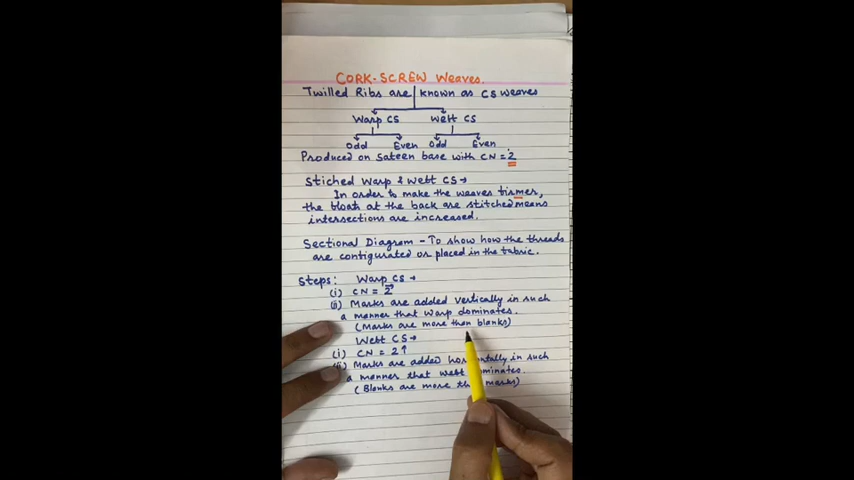 CORK-SCREW Weaves.
Twilled Ribs are known as CS weaves
Warp CS Weft CS
Odd Even Odd Even
Produced on Sateen base with CN = 2
Stiched Warp & Weft CS →
In order to make the weaves firmer,
the floats at the back are stitched means
intersections are increased.
Sectional Diagram - To show how the threads
are configurated or placed in the fabric.
Steps: Warp CS →
(i) CN = 2→
(ii) Marks are added vertically in such
a manner that warp dominates.
(Marks are more than blanks)
Weft CS →
(i) CN = 2↑
(ii) Marks are added horizontally in such
a manner that weft dominates.
(Blanks are more than marks)